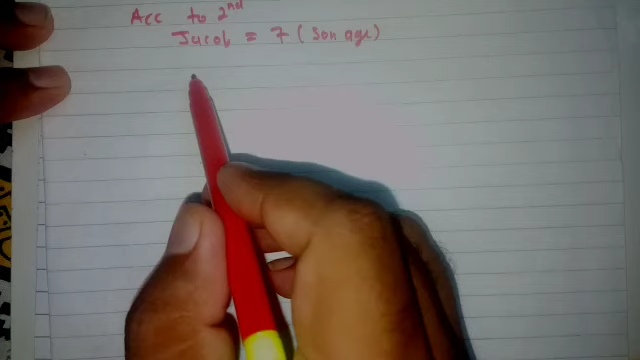 Acc to 2nd
Jacob = 7 (Son age)